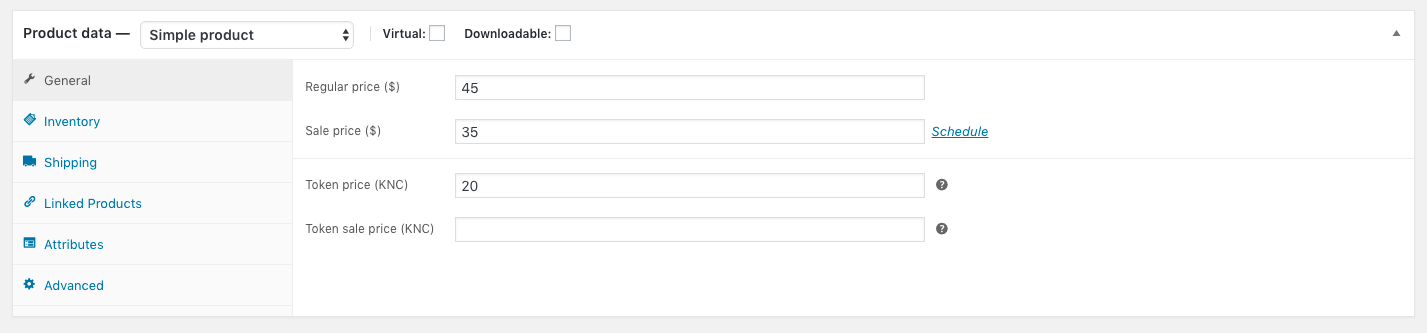 Product data — Simple product Virtual: Downloadable:
General
Inventory
Shipping
Linked Products
Attributes
Advanced
Regular price ($) 45
Sale price ($) 35 Schedule
Token price (KNC) 20 ?
Token sale price (KNC) ?